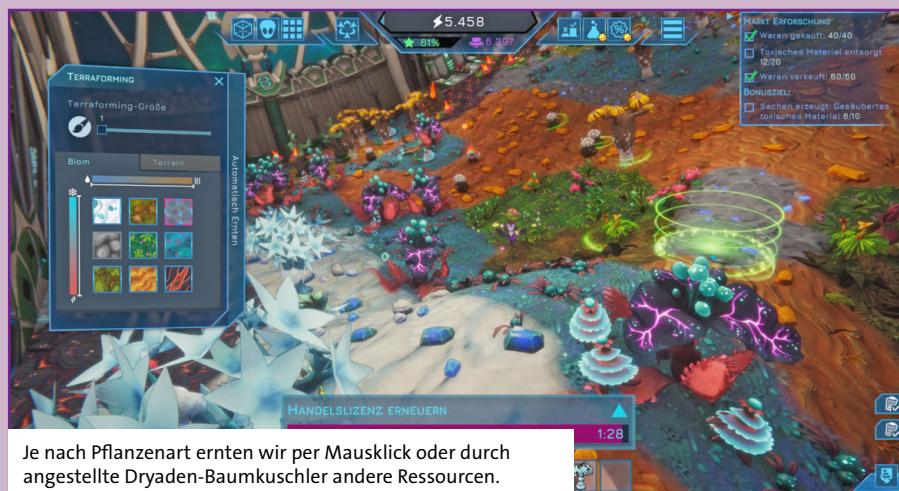 5.458
61%
6.397
MARKT ERFORSCHUNG
Waren gekauft: 40/40
Toxisches Material entsorgt
12/20
Waren verkauft: 60/60
BONUSZIEL:
Sachen erzeugt: Gesäubertes
toxisches Material 6/10
TERRAFORMING
Terraforming-Größe
1
Biom
Terrain
Automatisch Ernten
HANDELSLIZENZ ERNEUERN
1:28
Je nach Pflanzenart ernten wir per Mausklick oder durch
angestellte Dryaden-Baumkuschler andere Ressourcen.